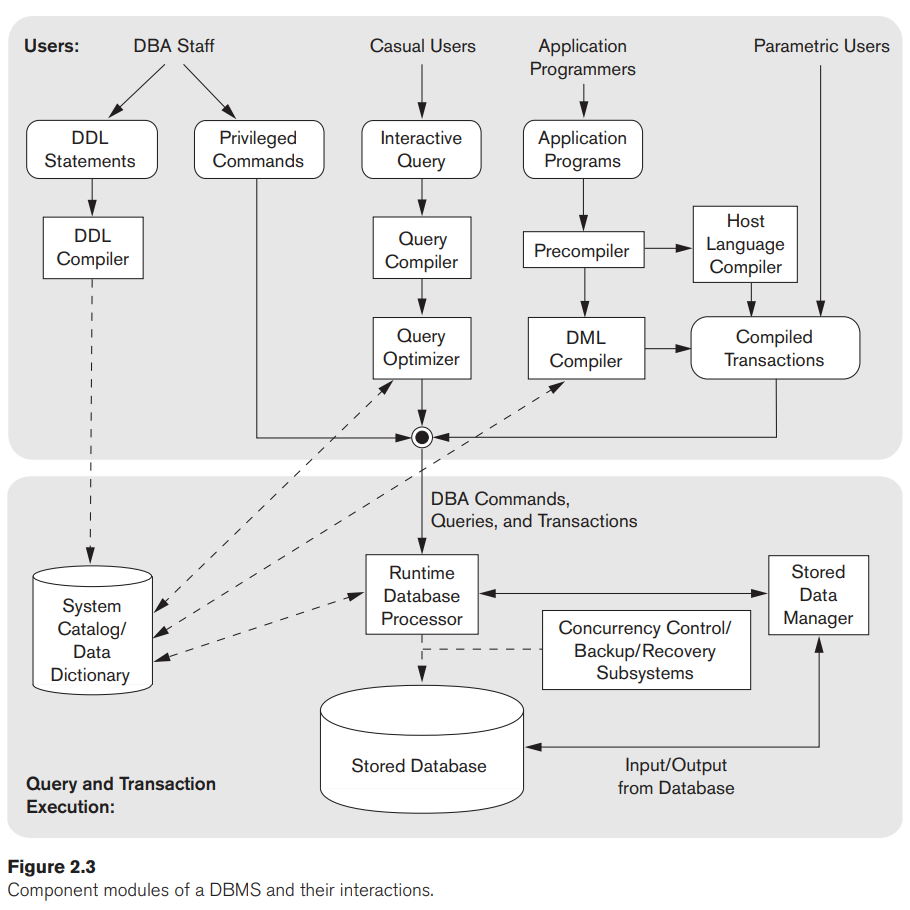 Users:
DBA Staff
Casual Users
Application
Programmers
Parametric Users
DDL
Statements
Privileged
Commands
Interactive
Query
Application
Programs
DDL
Compiler
Query
Compiler
Precompiler
Host
Language
Compiler
Query
Optimizer
DML
Compiler
Compiled
Transactions
DBA Commands,
Queries, and Transactions
System
Catalog/
Data
Dictionary
Runtime
Database
Processor
Stored
Data
Manager
Concurrency Control/
Backup/Recovery
Subsystems
Stored Database
Input/Output
from Database
Query and Transaction
Execution:
Figure 2.3
Component modules of a DBMS and their interactions.